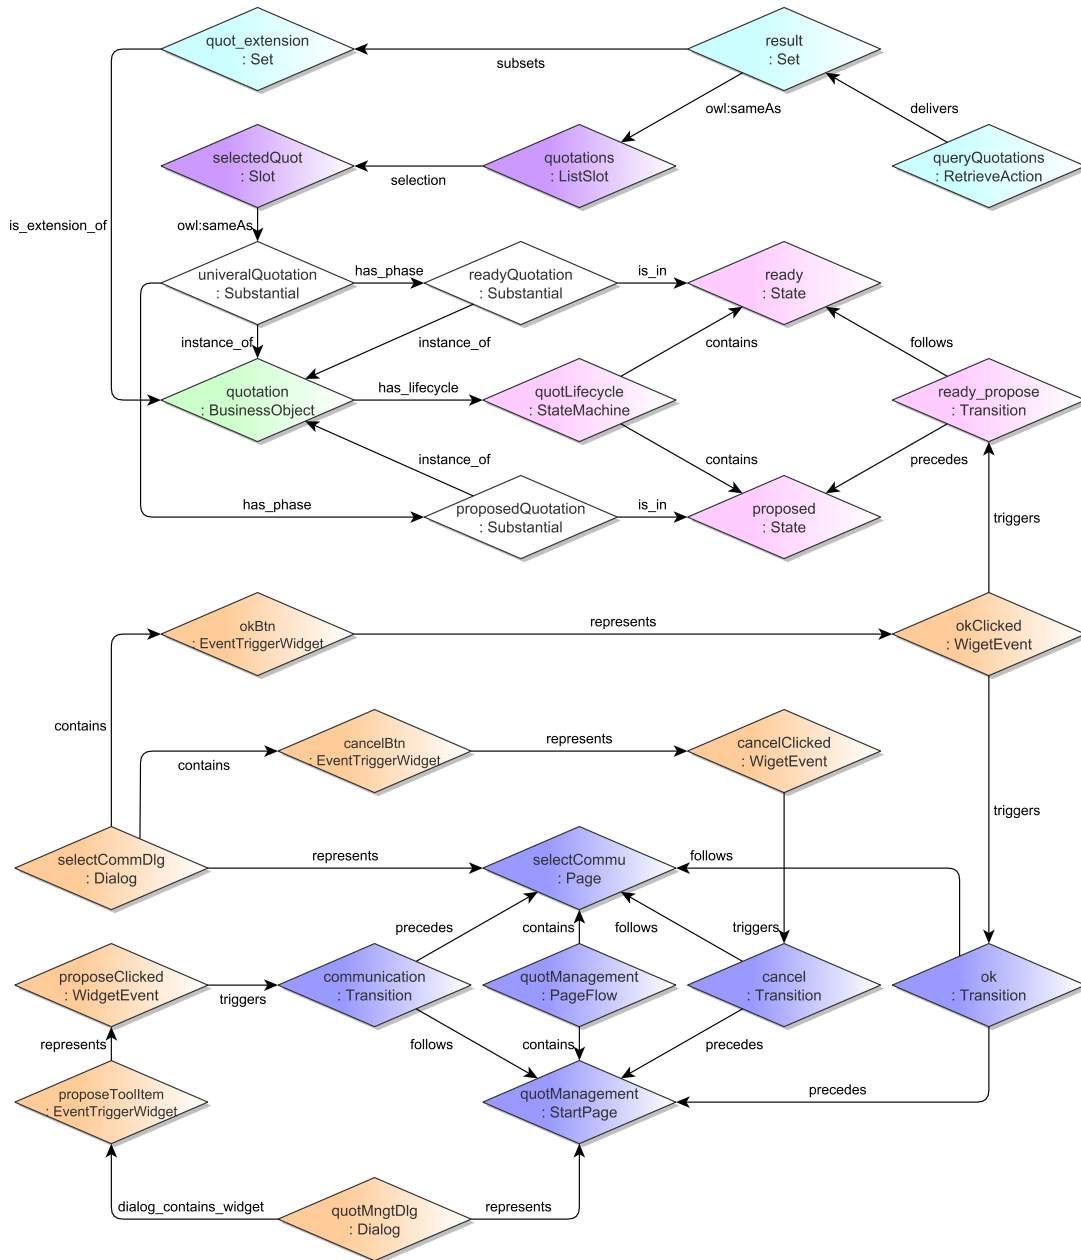 quot_extension
: Set
result
: Set
subsets
owl:sameAs
delivers
selectedQuot
: Slot
quotations
: ListSlot
queryQuotations
: RetrieveAction
selection
is_extension_of
owl:sameAs
univeralQuotation
: Substantial
has_phase
readyQuotation
: Substantial
is_in
ready
: State
instance_of
instance_of
contains
follows
quotation
: BusinessObject
has_lifecycle
quotLifecycle
: StateMachine
ready_propose
: Transition
instance_of
contains
precedes
has_phase
proposedQuotation
: Substantial
is_in
proposed
: State
triggers
okBtn
: EventTriggerWidget
represents
okClicked
: WigetEvent
contains
contains
cancelBtn
: EventTriggerWidget
represents
cancelClicked
: WigetEvent
triggers
selectCommDlg
: Dialog
represents
selectCommu
: Page
follows
precedes
contains
follows
triggers
proposeClicked
: WidgetEvent
triggers
communication
: Transition
quotManagement
: PageFlow
cancel
: Transition
ok
: Transition
represents
follows
contains
precedes
proposeToolItem
: EventTriggerWidget
quotManagement
: StartPage
precedes
dialog_contains_widget
quotMngtDlg
: Dialog
represents